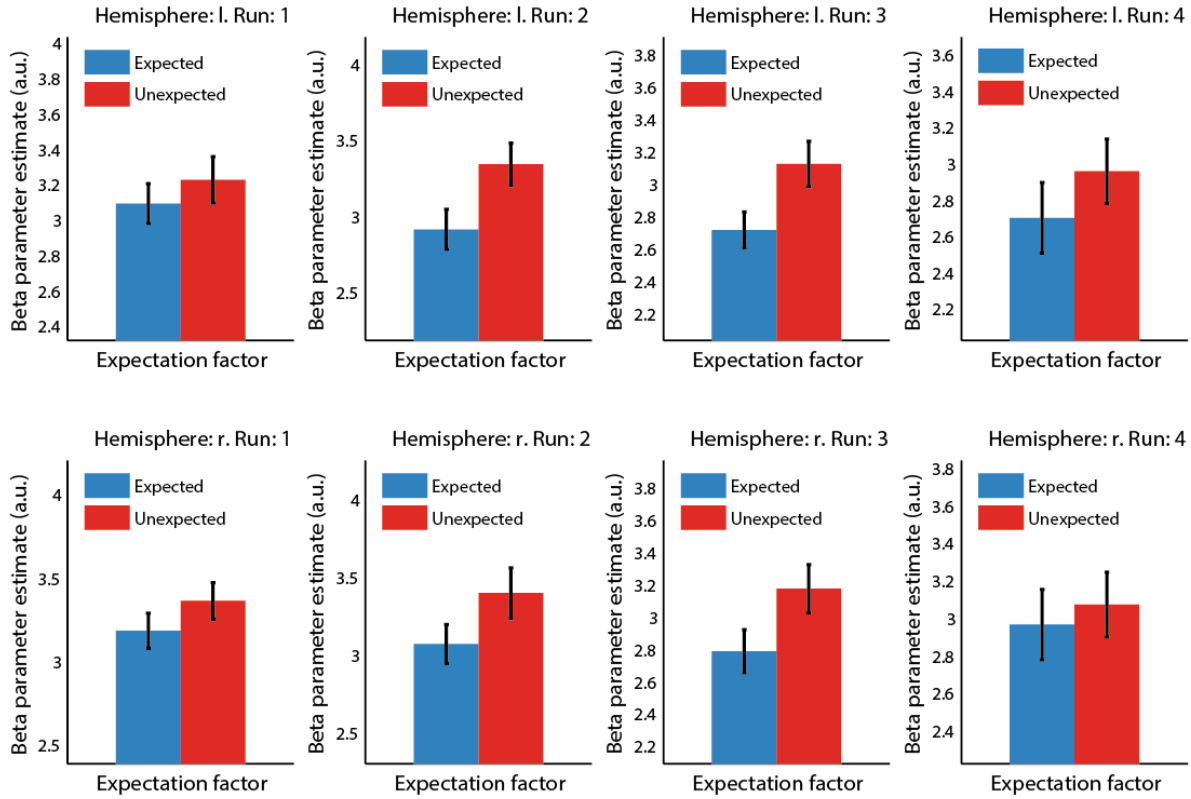 Hemisphere: l. Run: 1
Beta parameter estimate (a.u.)
4
3.8
3.6
3.4
3.2
3
2.8
2.6
2.4
Expected
Unexpected
Expectation factor
Hemisphere: l. Run: 2
Beta parameter estimate (a.u.)
4
3.5
3
2.5
Expected
Unexpected
Expectation factor
Hemisphere: l. Run: 3
Beta parameter estimate (a.u.)
3.8
3.6
3.4
3.2
3
2.8
2.6
2.4
2.2
Expected
Unexpected
Expectation factor
Hemisphere: l. Run: 4
Beta parameter estimate (a.u.)
3.6
3.4
3.2
3
2.8
2.6
2.4
2.2
Expected
Unexpected
Expectation factor
Hemisphere: r. Run: 1
Beta parameter estimate (a.u.)
4
3.5
3
2.5
Expected
Unexpected
Expectation factor
Hemisphere: r. Run: 2
Beta parameter estimate (a.u.)
4
3.5
3
2.5
Expected
Unexpected
Expectation factor
Hemisphere: r. Run: 3
Beta parameter estimate (a.u.)
3.8
3.6
3.4
3.2
3
2.8
2.6
2.4
2.2
Expected
Unexpected
Expectation factor
Hemisphere: r. Run: 4
Beta parameter estimate (a.u.)
3.8
3.6
3.4
3.2
3
2.8
2.6
2.4
Expected
Unexpected
Expectation factor